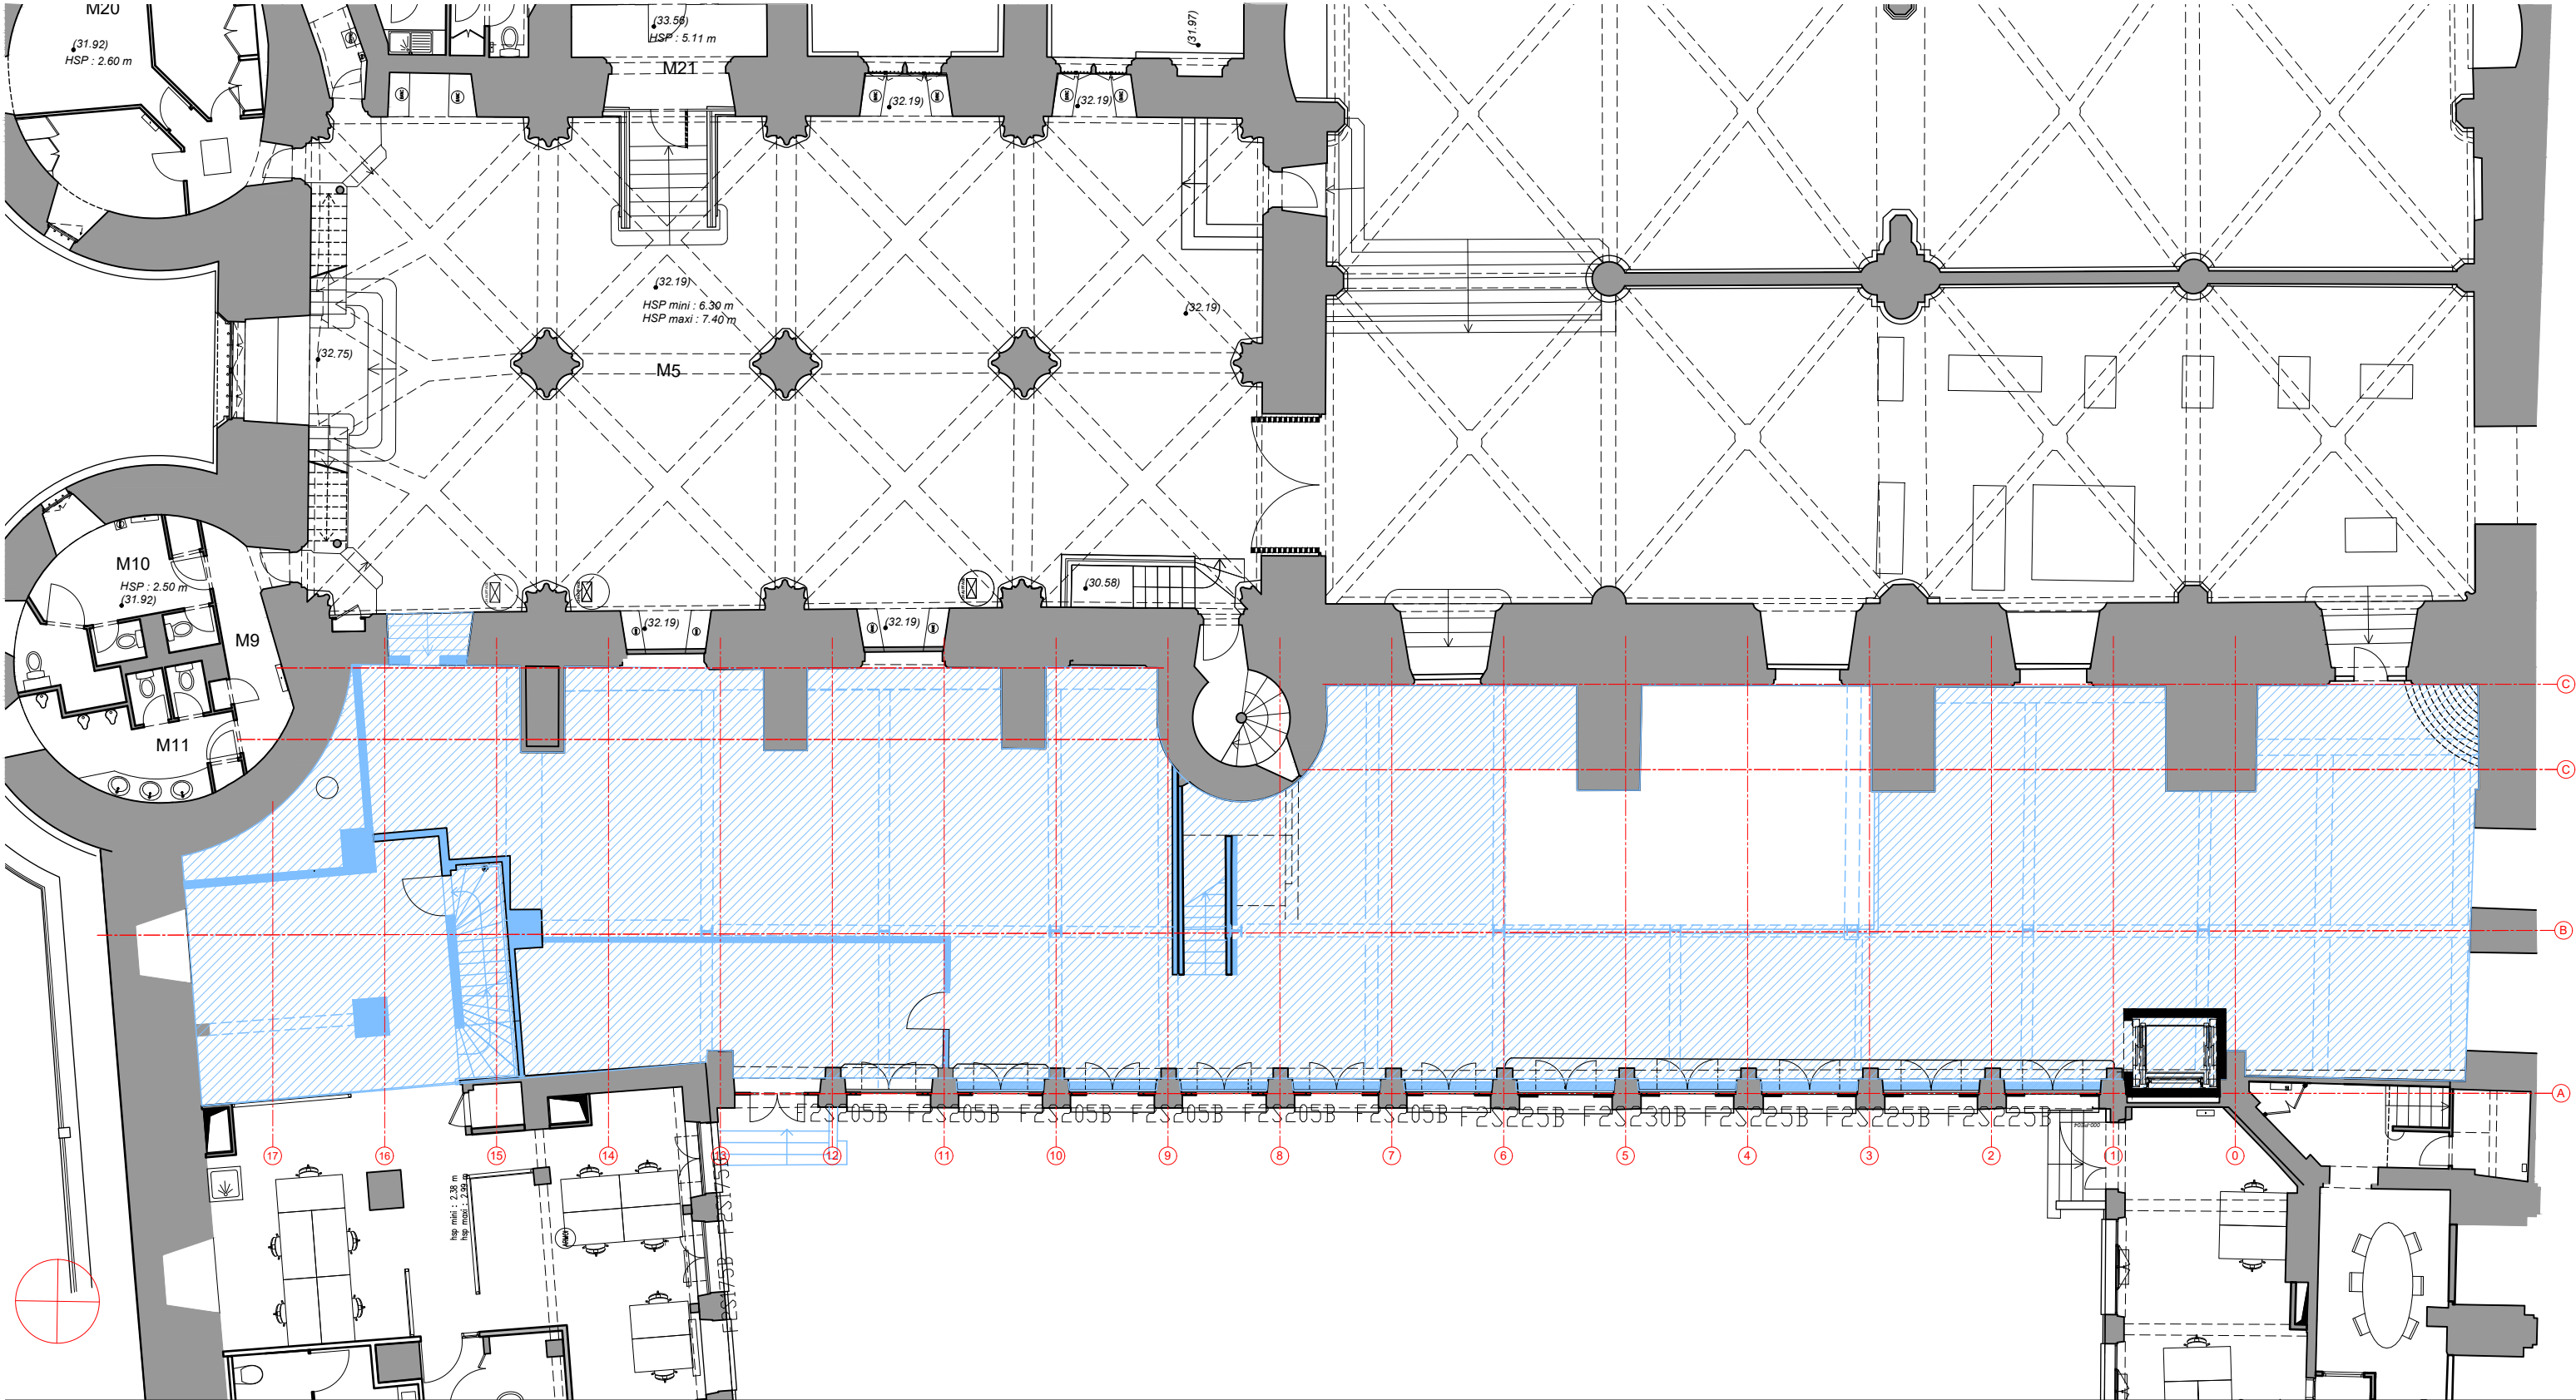 M20
(31.92)
HSP : 2.60 m
(33.56)
HSP : 5.11 m
M21
(31.97)
(32.19)
(32.19)
(32.19)
HSP mini : 6.30 m
HSP maxi : 7.40 m
(32.19)
(32.75)
M5
M10
HSP : 2.50 m
(31.92)
M9
M11
(30.58)
(32.19)
(32.19)
C
C
B
A
F2S205B F2S205B F2S205B F2S205B F2S205B F2S205B F2S225B F2S230B F2S225B F2S225B F2S225B
17 16 15 14 13 12 11 10 9 8 7 6 5 4 3 2 1 0
F2S175B F2S175B
hsp mini : 2.38 m
hsp maxi : 2.99 m